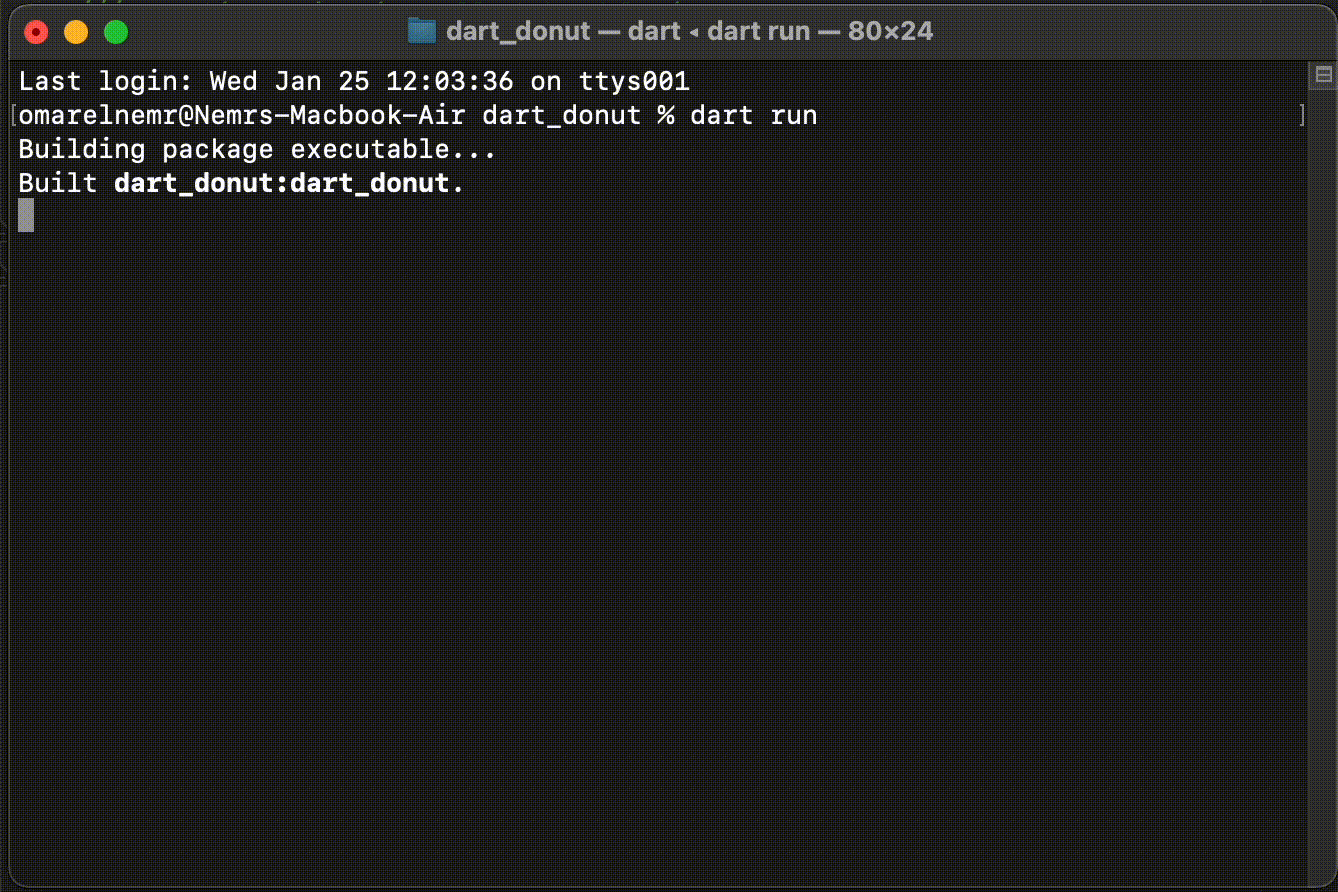 dart_donut — dart ◂ dart run — 80×24
Last login: Wed Jan 25 12:03:36 on ttys001
[omarelnemr@Nemrs-Macbook-Air dart_donut % dart run ]
Building package executable...
Built dart_donut:dart_donut.